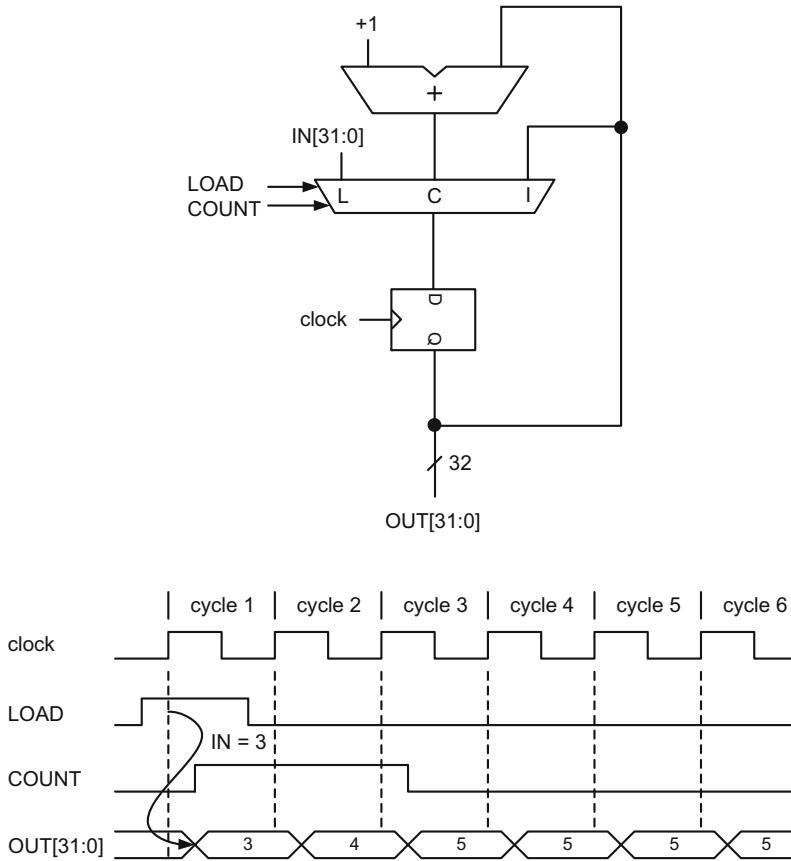 +1
+
IN[31:0]
LOAD
COUNT
L C I
D
clock
Q
32
OUT[31:0]
cycle 1 cycle 2 cycle 3 cycle 4 cycle 5 cycle 6
clock
LOAD
IN = 3
COUNT
OUT[31:0] 3 4 5 5 5 5